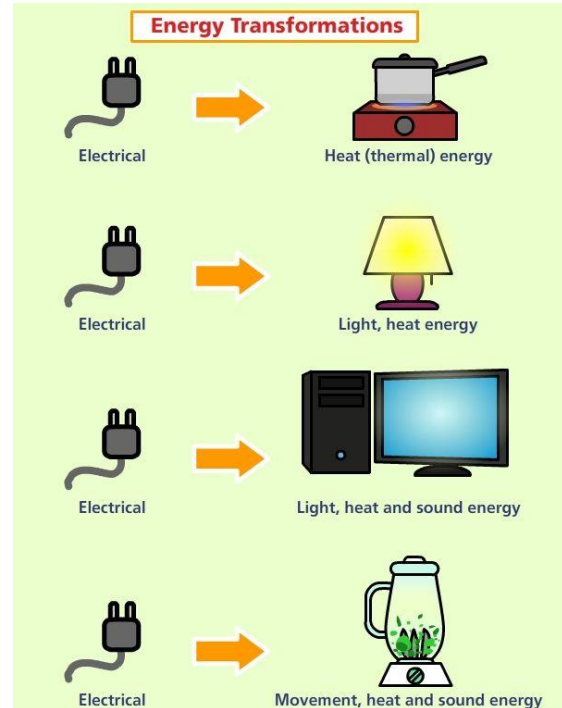 Energy Transformations
Electrical
Heat (thermal) energy
Electrical
Light, heat energy
Electrical
Light, heat and sound energy
Electrical
Movement, heat and sound energy